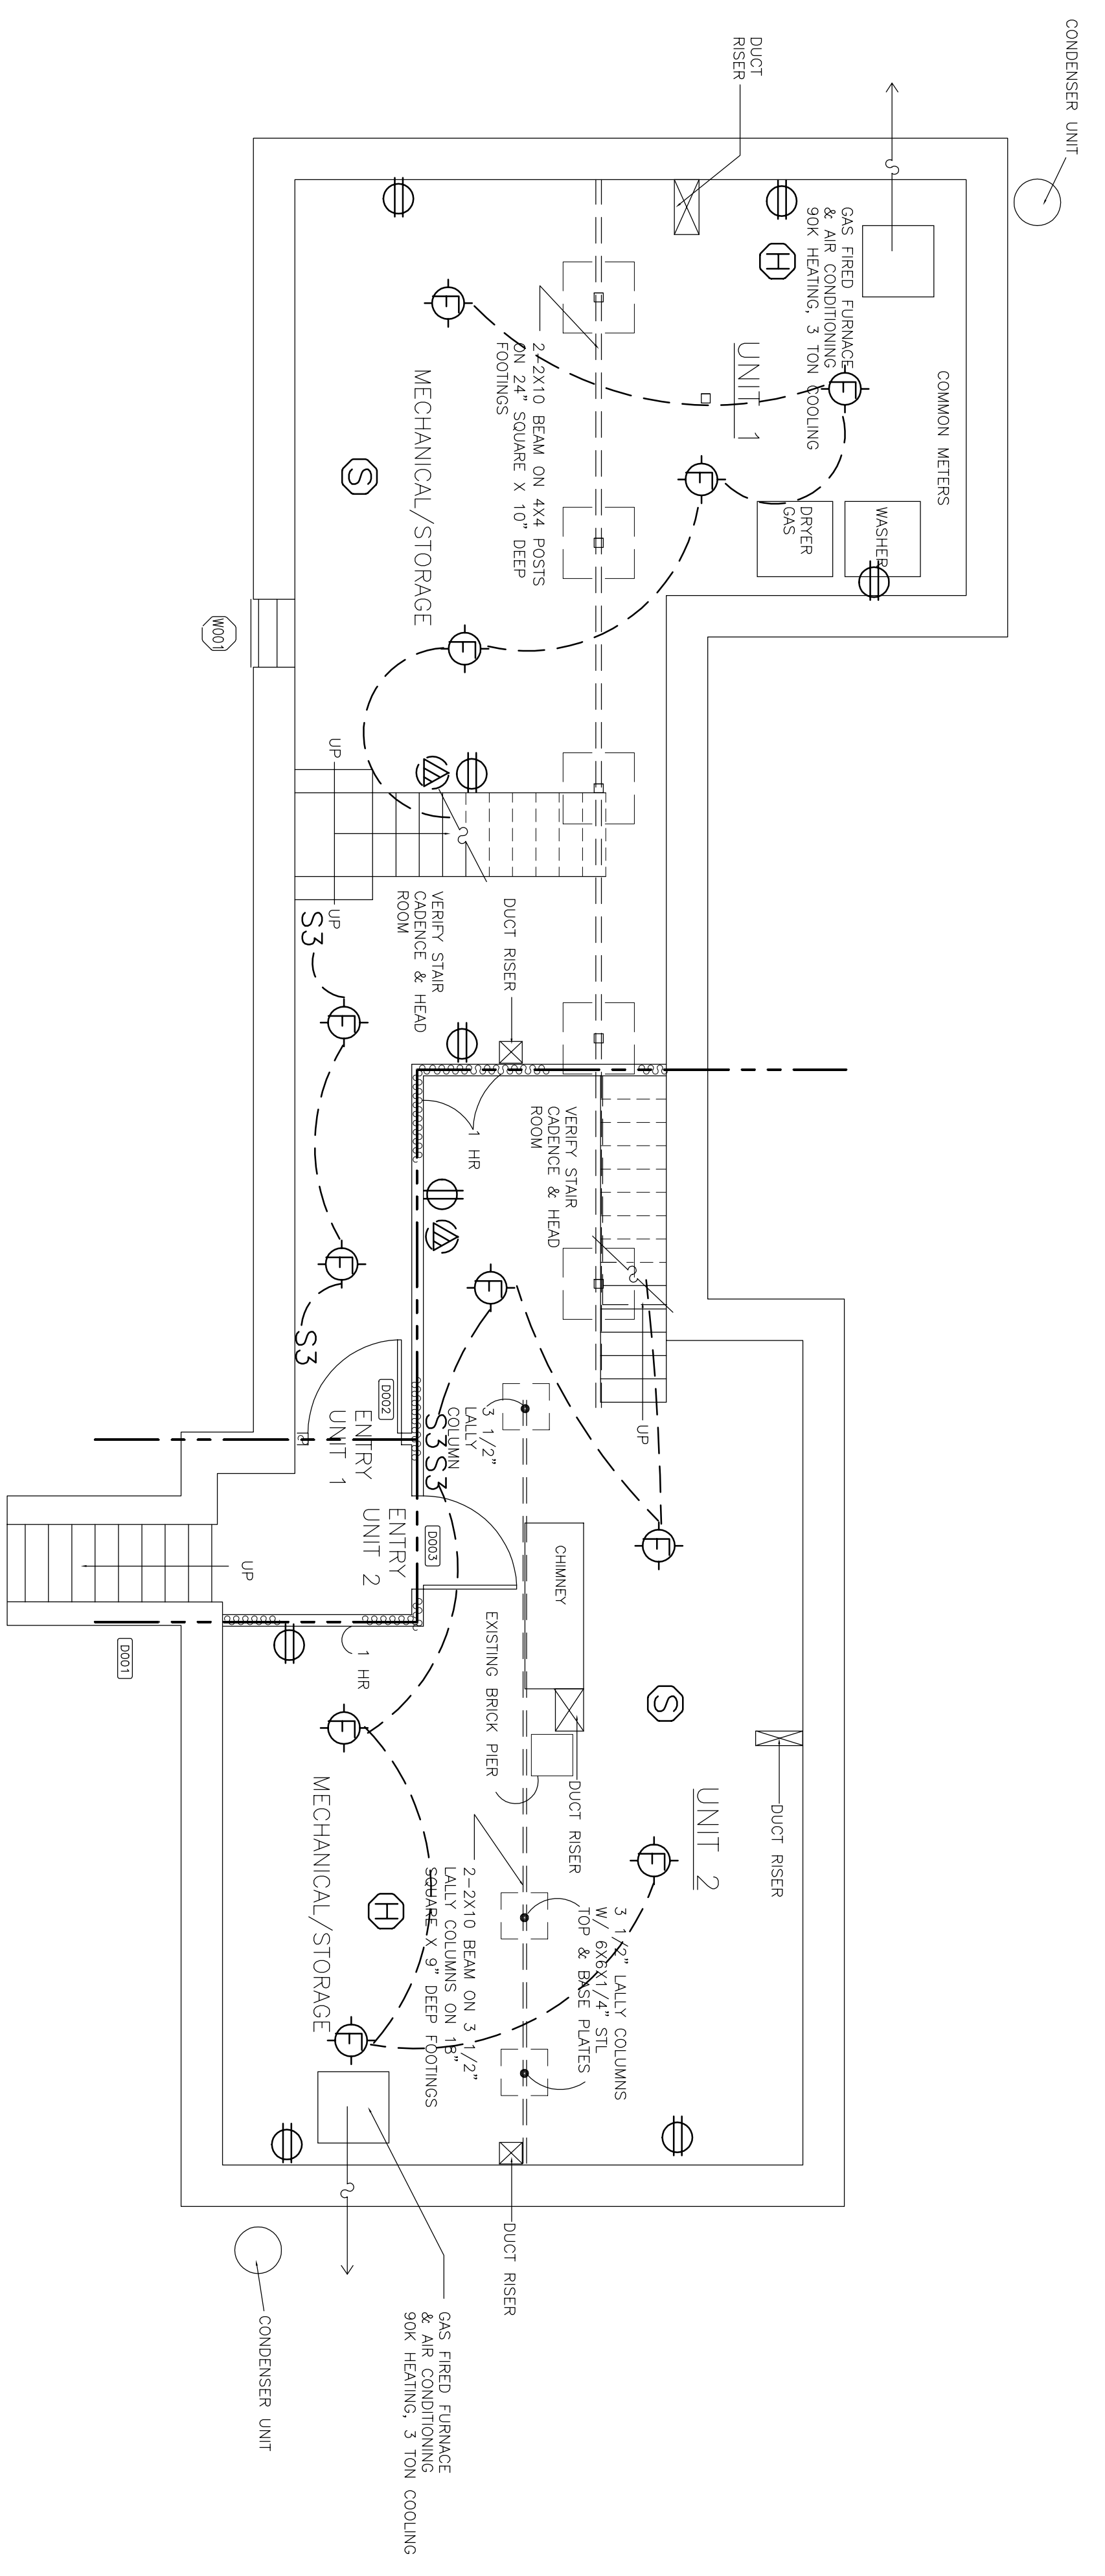 CONDENSER UNIT
DUCT
RISER
GAS FIRED FURNACE
& AIR CONDITIONING
90K HEATING, 3 TON COOLING
H
COMMON METERS
UNIT 1
F
F
F
F
WASHER
DRYER
GAS
2-2X10 BEAM ON 4X4 POSTS
ON 24" SQUARE X 10" DEEP
FOOTINGS
MECHANICAL/STORAGE
S
W001
UP
UP
VERIFY STAIR
CADENCE & HEAD
ROOM
DUCT RISER
S3
F
F
S3
1 HR
VERIFY STAIR
CADENCE & HEAD
ROOM
UP
F
F
3 1/2"
LALLY
COLUMN
S3
S3
D002
ENTRY
UNIT 1
ENTRY
UNIT 2
D003
UP
D001
1 HR
CHIMNEY
EXISTING BRICK PIER
DUCT RISER
S
DUCT RISER
UNIT 2
F
F
F
MECHANICAL/STORAGE
H
2-2X10 BEAM ON 3 1/2"
LALLY COLUMNS ON 18"
SQUARE X 9" DEEP FOOTINGS
3 1/2" LALLY COLUMNS
W/ 6X6X1/4" STL
TOP & BASE PLATES
DUCT RISER
GAS FIRED FURNACE
& AIR CONDITIONING
90K HEATING, 3 TON COOLING
CONDENSER UNIT